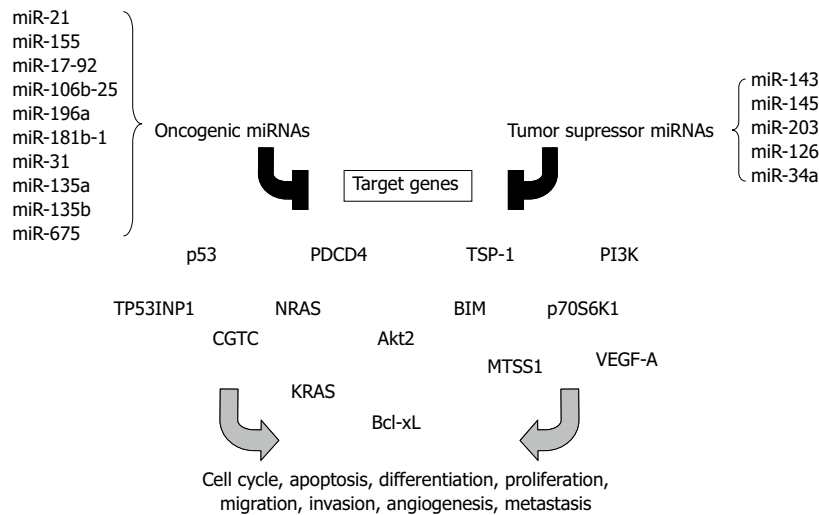 miR-21
miR-155
miR-17-92
miR-106b-25
miR-196a
miR-181b-1
miR-31
miR-135a
miR-135b
miR-675
Oncogenic miRNAs
Tumor supressor miRNAs
miR-143
miR-145
miR-203
miR-126
miR-34a
Target genes
p53 PDCD4 TSP-1 PI3K
TP53INP1 NRAS BIM p70S6K1
CGTC Akt2
MTSS1 VEGF-A
KRAS
Bcl-xL
Cell cycle, apoptosis, differentiation, proliferation,
migration, invasion, angiogenesis, metastasis